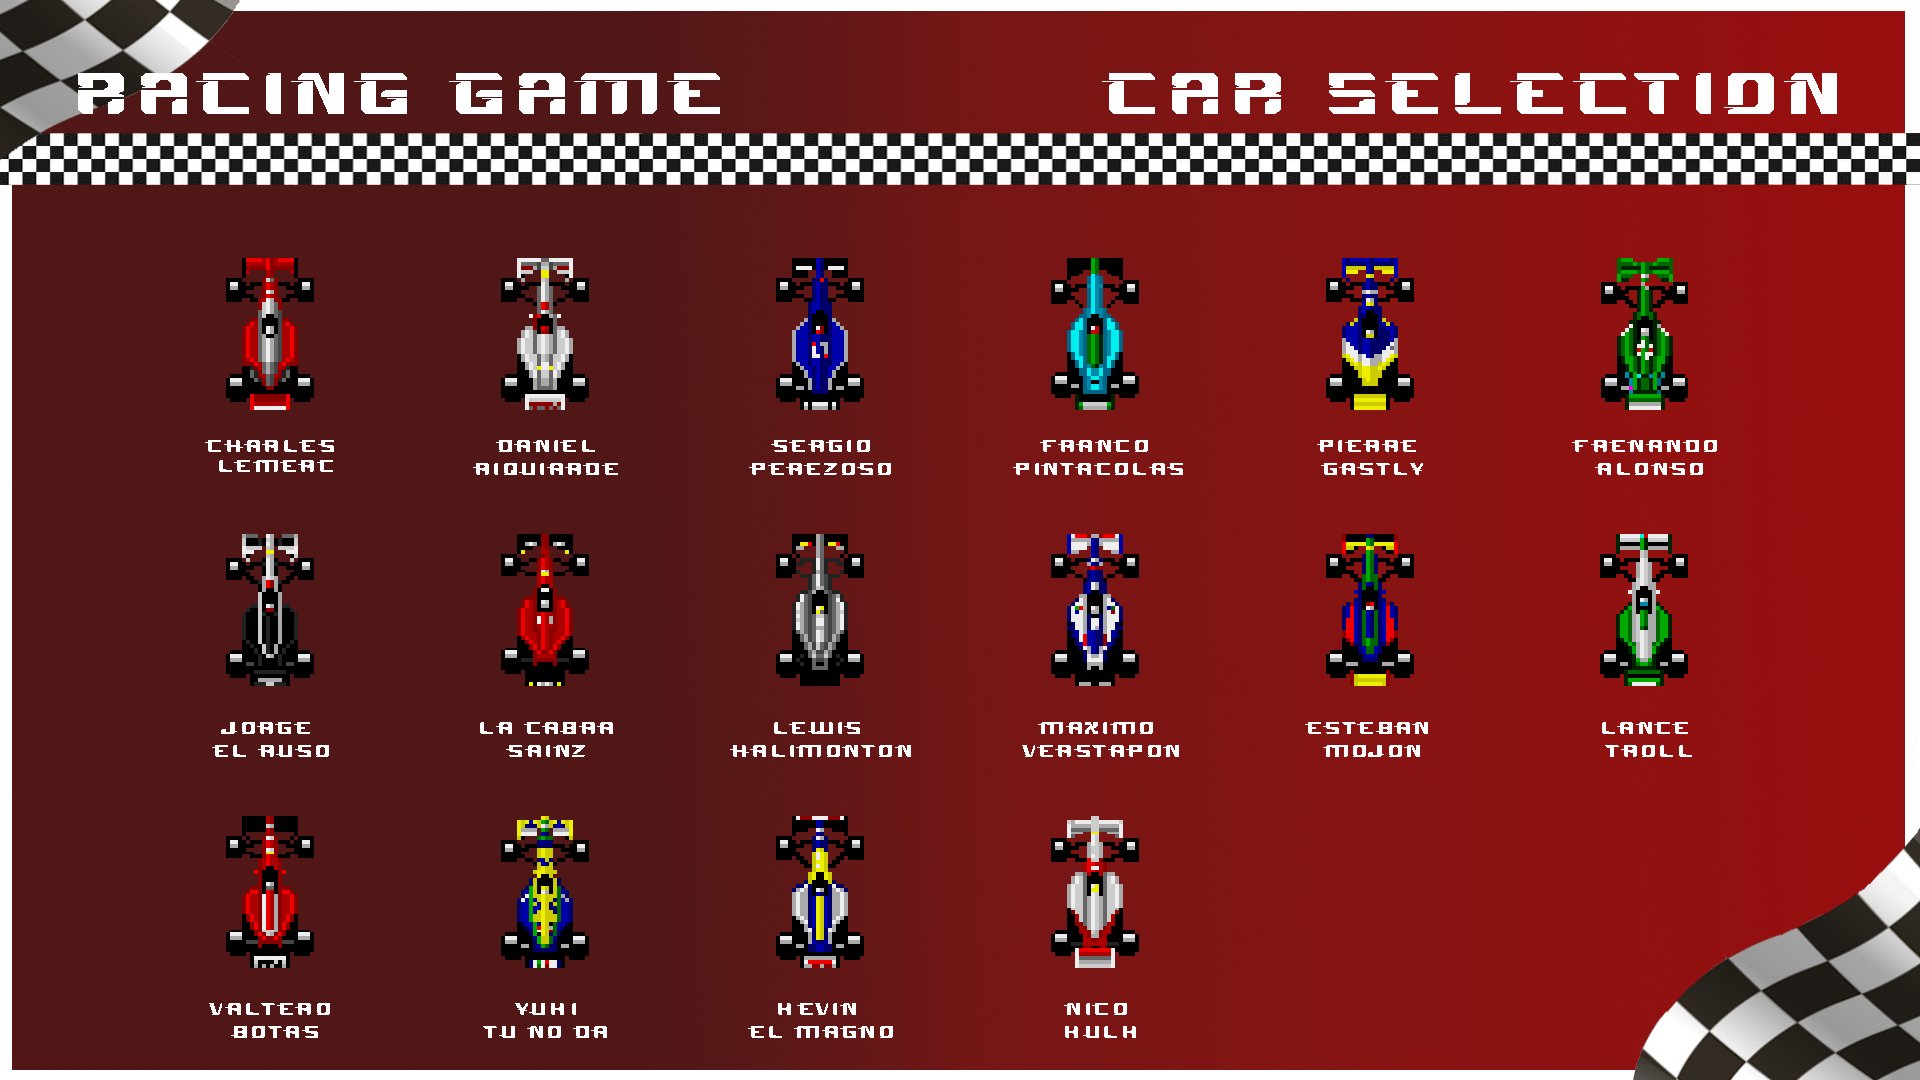 RACING GAME
CAR SELECTION
CHARLES
LEMERC
DANIEL
RIQUIARDE
SERGIO
PEREZOSO
FRANCO
PINTACOLAS
PIERRE
GASTLY
FRENANDO
ALONSO
JORGE
EL RUSO
LA CABRA
SAINZ
LEWIS
HALIMONTON
MAXIMO
VERSTAPON
ESTEBAN
MOJON
LANCE
TROLL
VALTERO
BOTAS
YUKI
TU NO DA
KEVIN
EL MAGNO
NICO
HULK